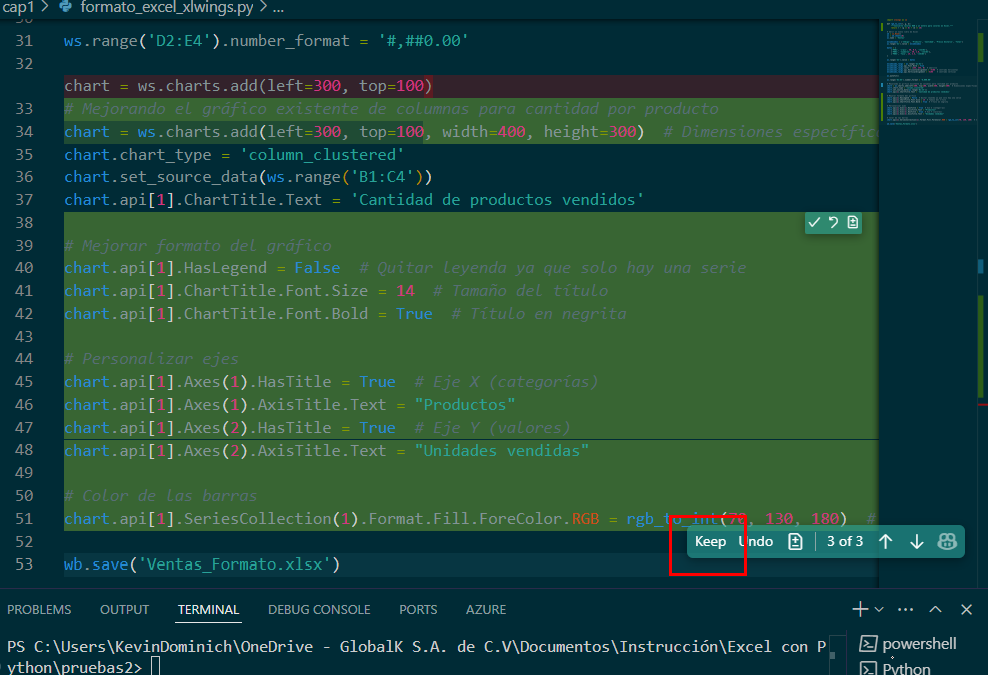 cap1 > formato_excel_xlwings.py > ...
31 ws.range('D2:E4').number_format = '#,##0.00'
32
chart = ws.charts.add(left=300, top=100)
33 # Mejorando el gráfico existente de columnas para cantidad por producto
34 chart = ws.charts.add(left=300, top=100, width=400, height=300)  # Dimensiones específic
35 chart.chart_type = 'column_clustered'
36 chart.set_source_data(ws.range('B1:C4'))
37 chart.api[1].ChartTitle.Text = 'Cantidad de productos vendidos'
38
39 # Mejorar formato del gráfico
40 chart.api[1].HasLegend = False  # Quitar leyenda ya que solo hay una serie
41 chart.api[1].ChartTitle.Font.Size = 14  # Tamaño del título
42 chart.api[1].ChartTitle.Font.Bold = True  # Título en negrita
43
44 # Personalizar ejes
45 chart.api[1].Axes(1).HasTitle = True  # Eje X (categorías)
46 chart.api[1].Axes(1).AxisTitle.Text = "Productos"
47 chart.api[1].Axes(2).HasTitle = True  # Eje Y (valores)
48 chart.api[1].Axes(2).AxisTitle.Text = "Unidades vendidas"
49
50 # Color de las barras
51 chart.api[1].SeriesCollection(1).Format.Fill.ForeColor.RGB = rgb_to_int(70, 130, 180)  #
52
Keep Undo 3 of 3
53 wb.save('Ventas_Formato.xlsx')
PROBLEMS OUTPUT TERMINAL DEBUG CONSOLE PORTS AZURE
PS C:\Users\KevinDominich\OneDrive - GlobalK S.A. de C.V\Documentos\Instrucción\Excel con P
ython\pruebas2>
powershell
Python